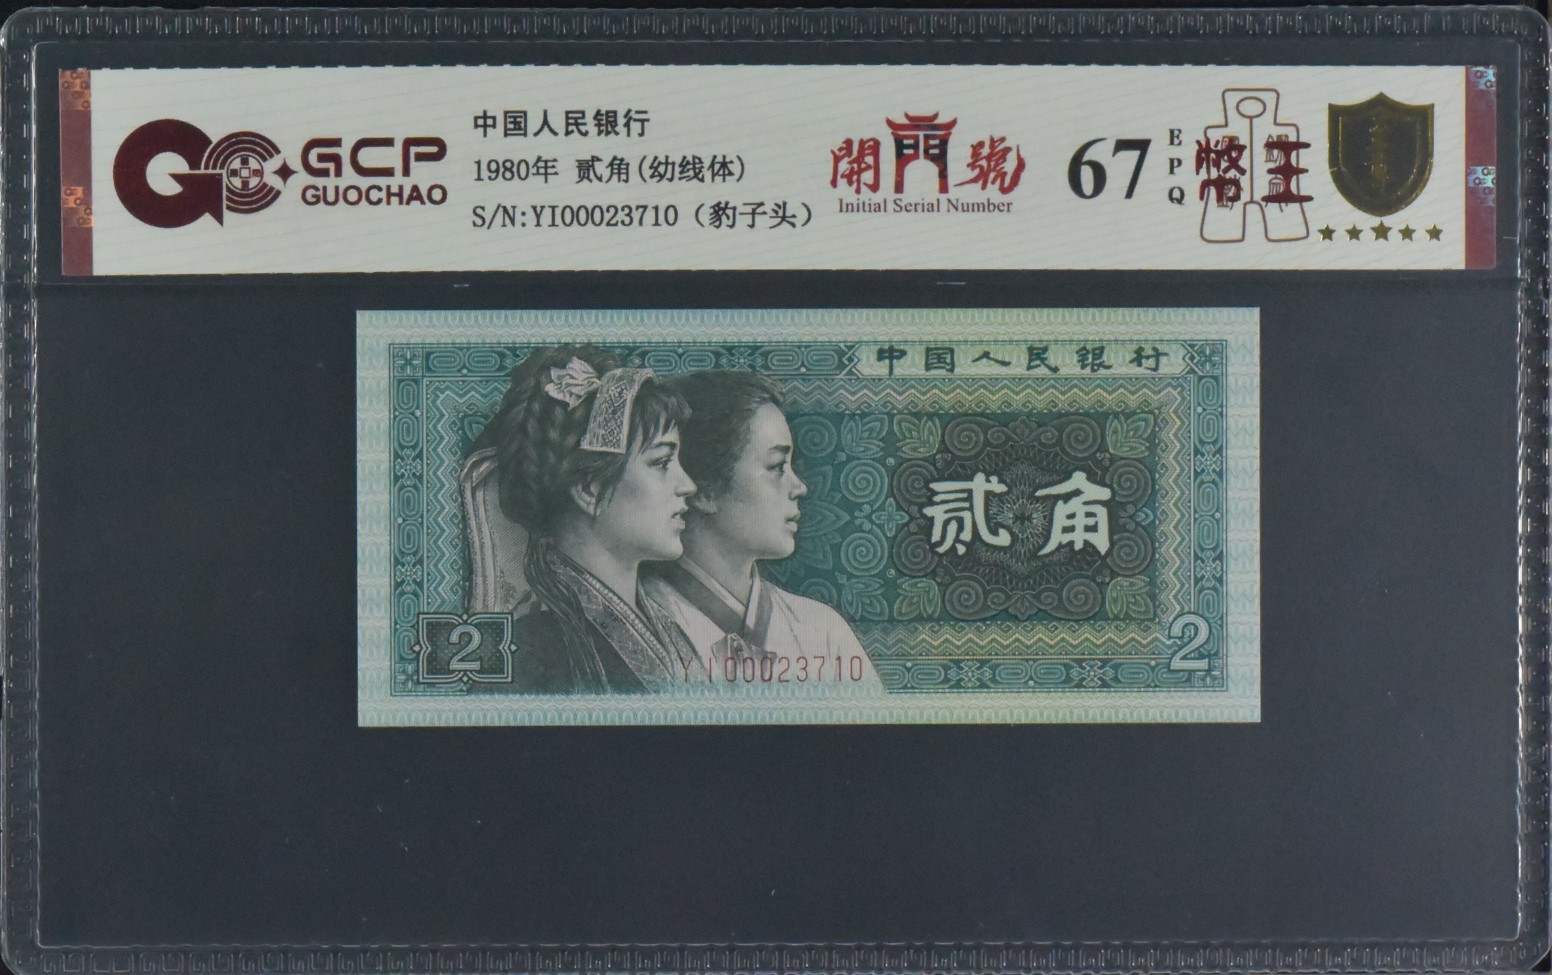 GCP
GUOCHAO
中国人民银行
1980年 贰角(幼线体)
S/N:YI00023710（豹子头）
開門號
Initial Serial Number
67
EPQ
幣王
中国人民银行
贰角
2
YI00023710
2